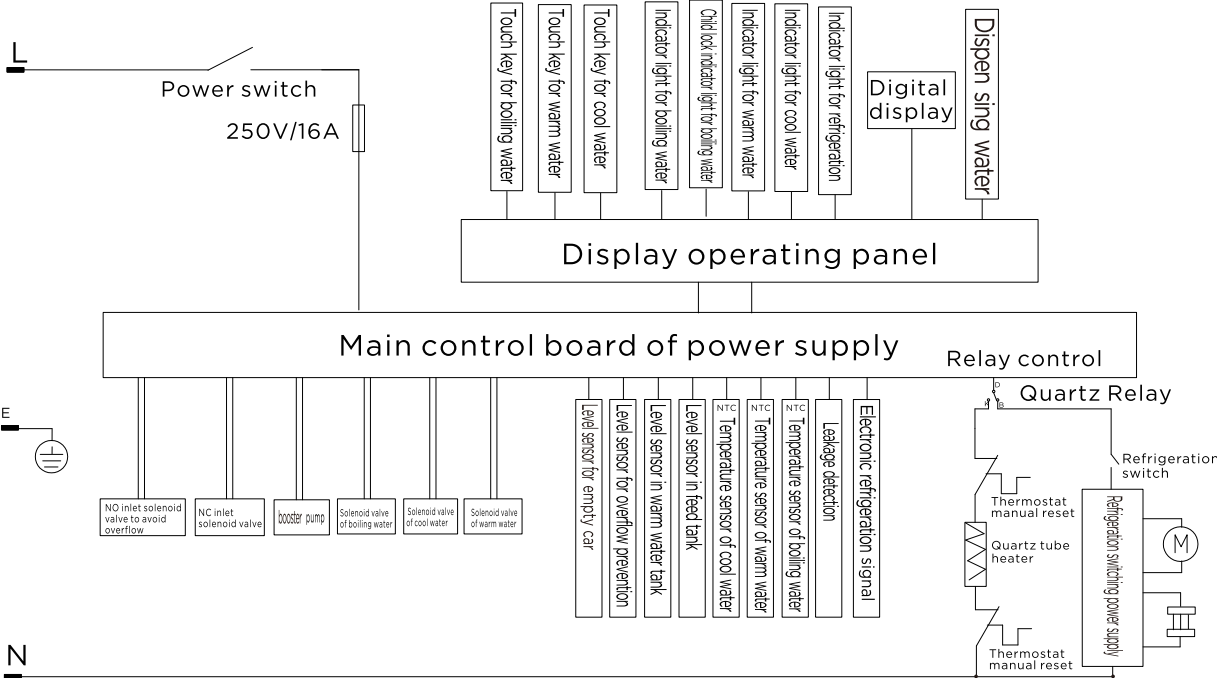 L
Power switch
250V/16A
Touch key for boiling water
Touch key for warm water
Touch key for cool water
Indicator light for boiling water
Child lock indicator light for boiling water
Indicator light for warm water
Indicator light for cool water
Indicator light for refrigeration
Digital
display
Dispen sing water
Display operating panel
Main control board of power supply
Relay control
E
D
K
B
Quartz Relay
NO inlet solenoid
valve to avoid
overflow
NC inlet
solenoid valve
booster pump
Solenoid valve
of boiling water
Solenoid valve
of cool water
Solenoid valve
of warm water
Level sensor for empty car
Level sensor for overflow prevention
Level sensor in warm water tank
Level sensor in feed tank
NTC
Temperature sensor of cool water
NTC
Temperature sensor of warm water
NTC
Temperature sensor of boiling water
Leakage detection
Electronic refrigeration signal
Refrigeration
switch
Thermostat
manual reset
Quartz tube
heater
Thermostat
manual reset
Refrigeration switching power supply
M
N